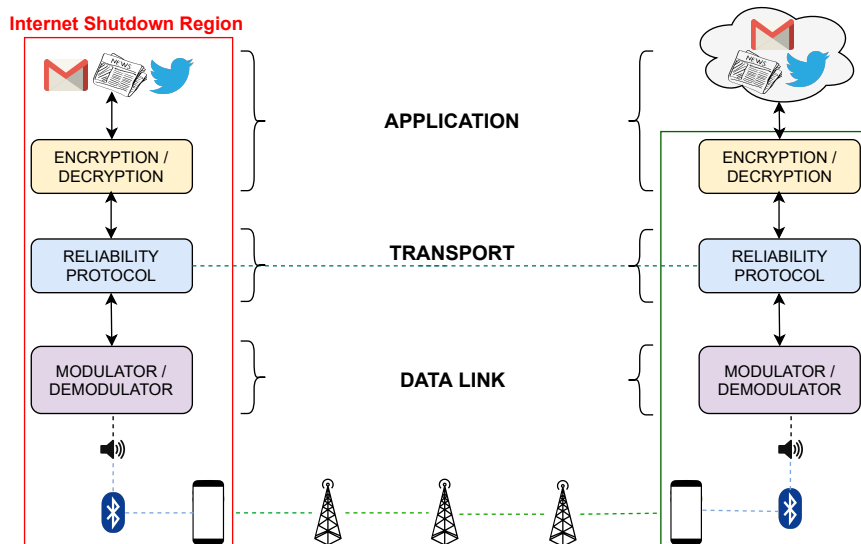 Internet Shutdown Region
NEWS
NEWS
APPLICATION
ENCRYPTION /
DECRYPTION
ENCRYPTION /
DECRYPTION
RELIABILITY
PROTOCOL
TRANSPORT
RELIABILITY
PROTOCOL
MODULATOR /
DEMODULATOR
DATA LINK
MODULATOR /
DEMODULATOR